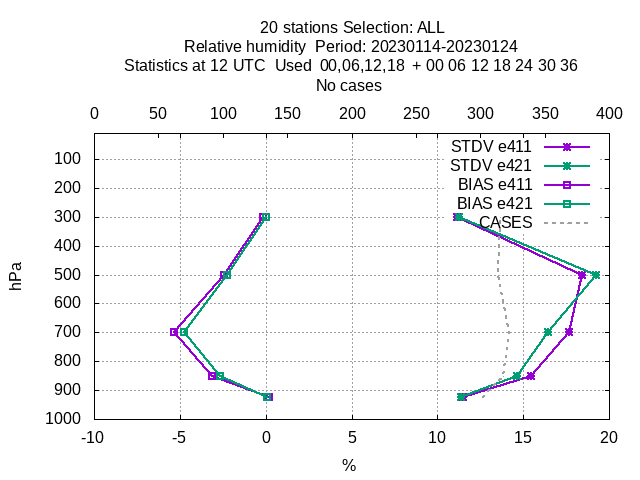 20 stations Selection: ALL
Relative humidity  Period: 20230114-20230124
Statistics at 12 UTC  Used  00,06,12,18  + 00 06 12 18 24 30 36
No cases
0 50 100 150 200 250 300 350 400
STDV e411
STDV e421
BIAS e411
BIAS e421
CASES
100
200
300
400
500
600
700
800
900
1000
hPa
-10 -5 0 5 10 15 20
%